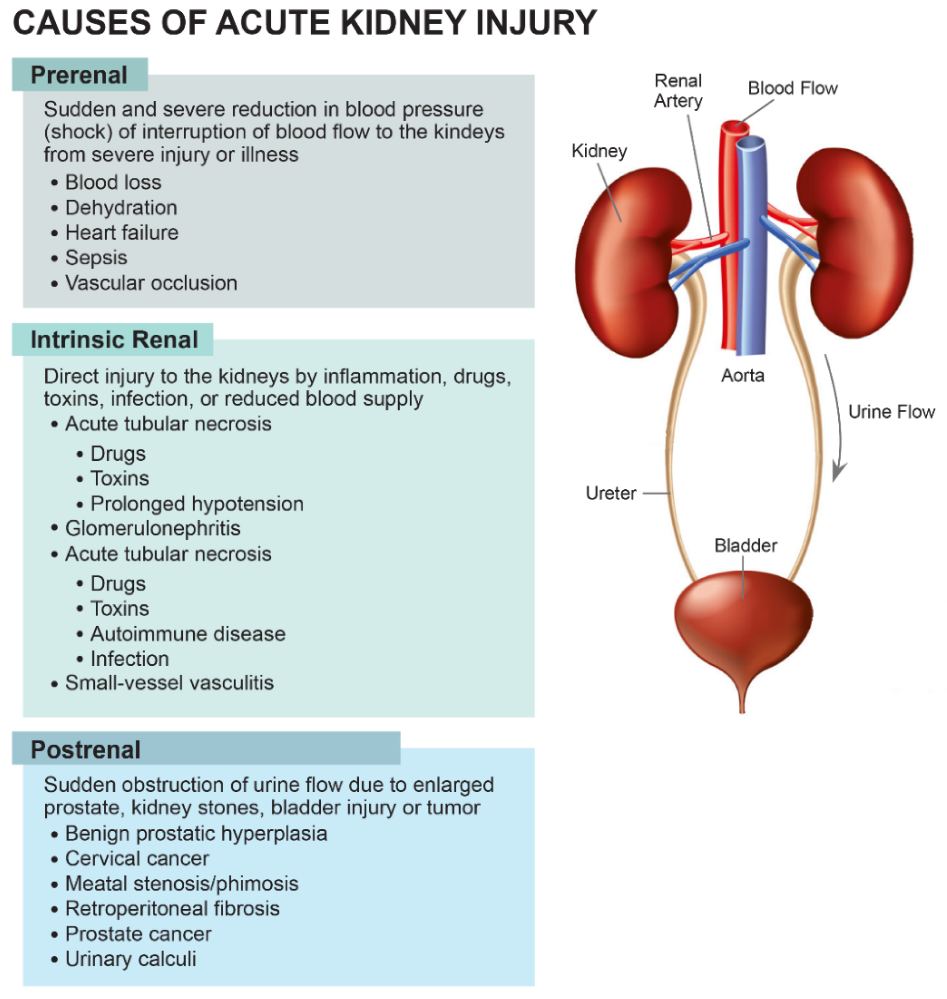 CAUSES OF ACUTE KIDNEY INJURY
Prerenal
Sudden and severe reduction in blood pressure
(shock) of interruption of blood flow to the kindeys
from severe injury or illness
• Blood loss
• Dehydration
• Heart failure
• Sepsis
• Vascular occlusion
Intrinsic Renal
Direct injury to the kidneys by inflammation, drugs,
toxins, infection, or reduced blood supply
• Acute tubular necrosis
• Drugs
• Toxins
• Prolonged hypotension
• Glomerulonephritis
• Acute tubular necrosis
• Drugs
• Toxins
• Autoimmune disease
• Infection
• Small-vessel vasculitis
Postrenal
Sudden obstruction of urine flow due to enlarged
prostate, kidney stones, bladder injury or tumor
• Benign prostatic hyperplasia
• Cervical cancer
• Meatal stenosis/phimosis
• Retroperitoneal fibrosis
• Prostate cancer
• Urinary calculi
Renal
Artery
Blood Flow
Kidney
Aorta
Urine Flow
Ureter
Bladder